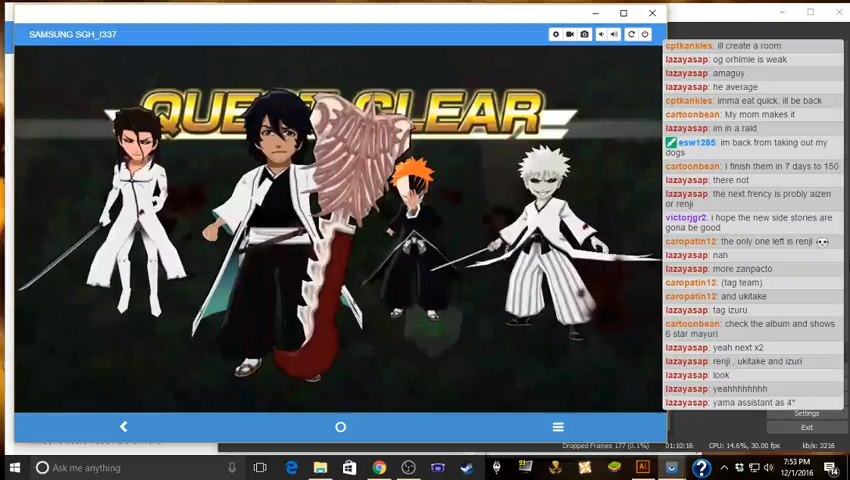 SAMSUNG SGH_I337
QUEST CLEAR
cptkankles: ill create a room
lazayasap: og orhimie is weak
lazayasap: amaguy
lazayasap: he average
cptkankles: imma eat quick, ill be back
cartoonbean: My mom makes it
lazayasap: im in a raid
esw1285: im back from taking out my
dogs
cartoonbean: I finish them in 7 days to 150
lazayasap: there not
lazayasap: the next frency is probly aizen
or renji
victorjgr2: i hope the new side stories are
gona be good
caropatin12: the only one left is renji
lazayasap: nah
lazayasap: more zanpacto
caropatin12: (tag team)
caropatin12: and ukitake
lazayasap: tag izuru
cartoonbean: check the album and shows
6 star mayuri
lazayasap: yeah next x2
lazayasap: renji , ukitake and izuri
lazayasap: look
lazayasap: yeahhhhhhhh
lazayasap: yama assistant as 4*
Settings
Exit
Dropped Frames 177 (0.1%)
01:10:16
CPU: 14.6%, 30.00 fps
kb/s: 3216
Ask me anything
7:53 PM
12/1/2016